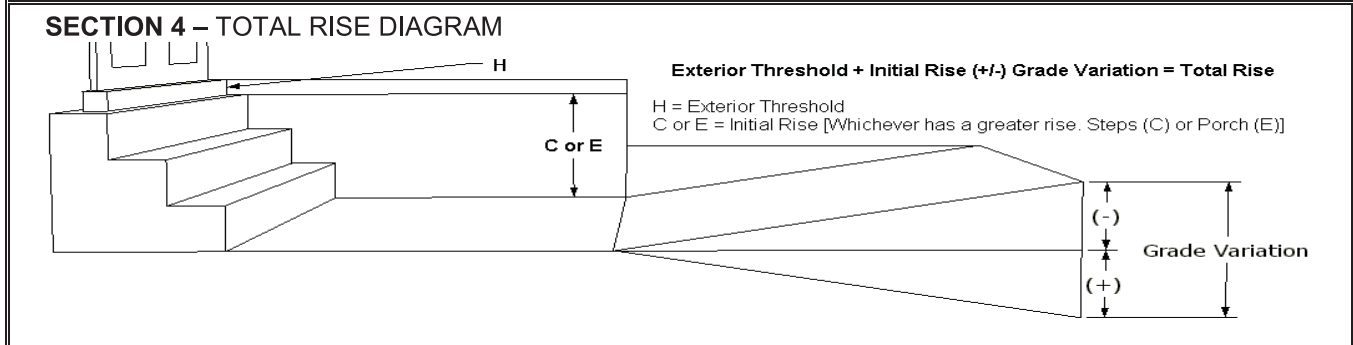 SECTION 4 – TOTAL RISE DIAGRAM
H
Exterior Threshold + Initial Rise (+/-) Grade Variation = Total Rise
H = Exterior Threshold
C or E = Initial Rise [Whichever has a greater rise. Steps (C) or Porch (E)]
C or E
(-)
Grade Variation
(+)